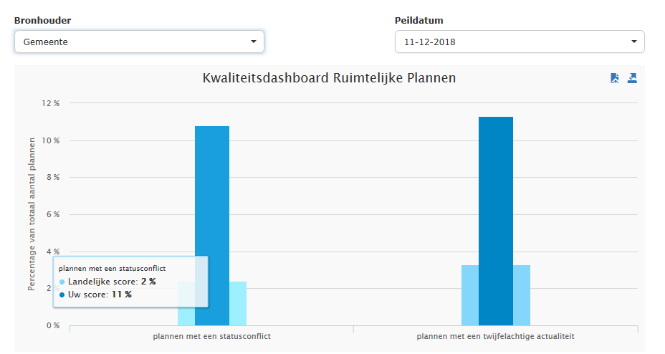 Bronhouder
Peildatum
Gemeente
11-12-2018
Kwaliteitsdashboard Ruimtelijke Plannen
Percentage van totaal aantal plannen
12 %
10 %
8 %
6 %
4 %
2
0 %
plannen met een statusconflict
Landelijke score: 2 %
Uw score: 11 %
plannen met een statusconflict
plannen met een twijfelachtige actualiteit